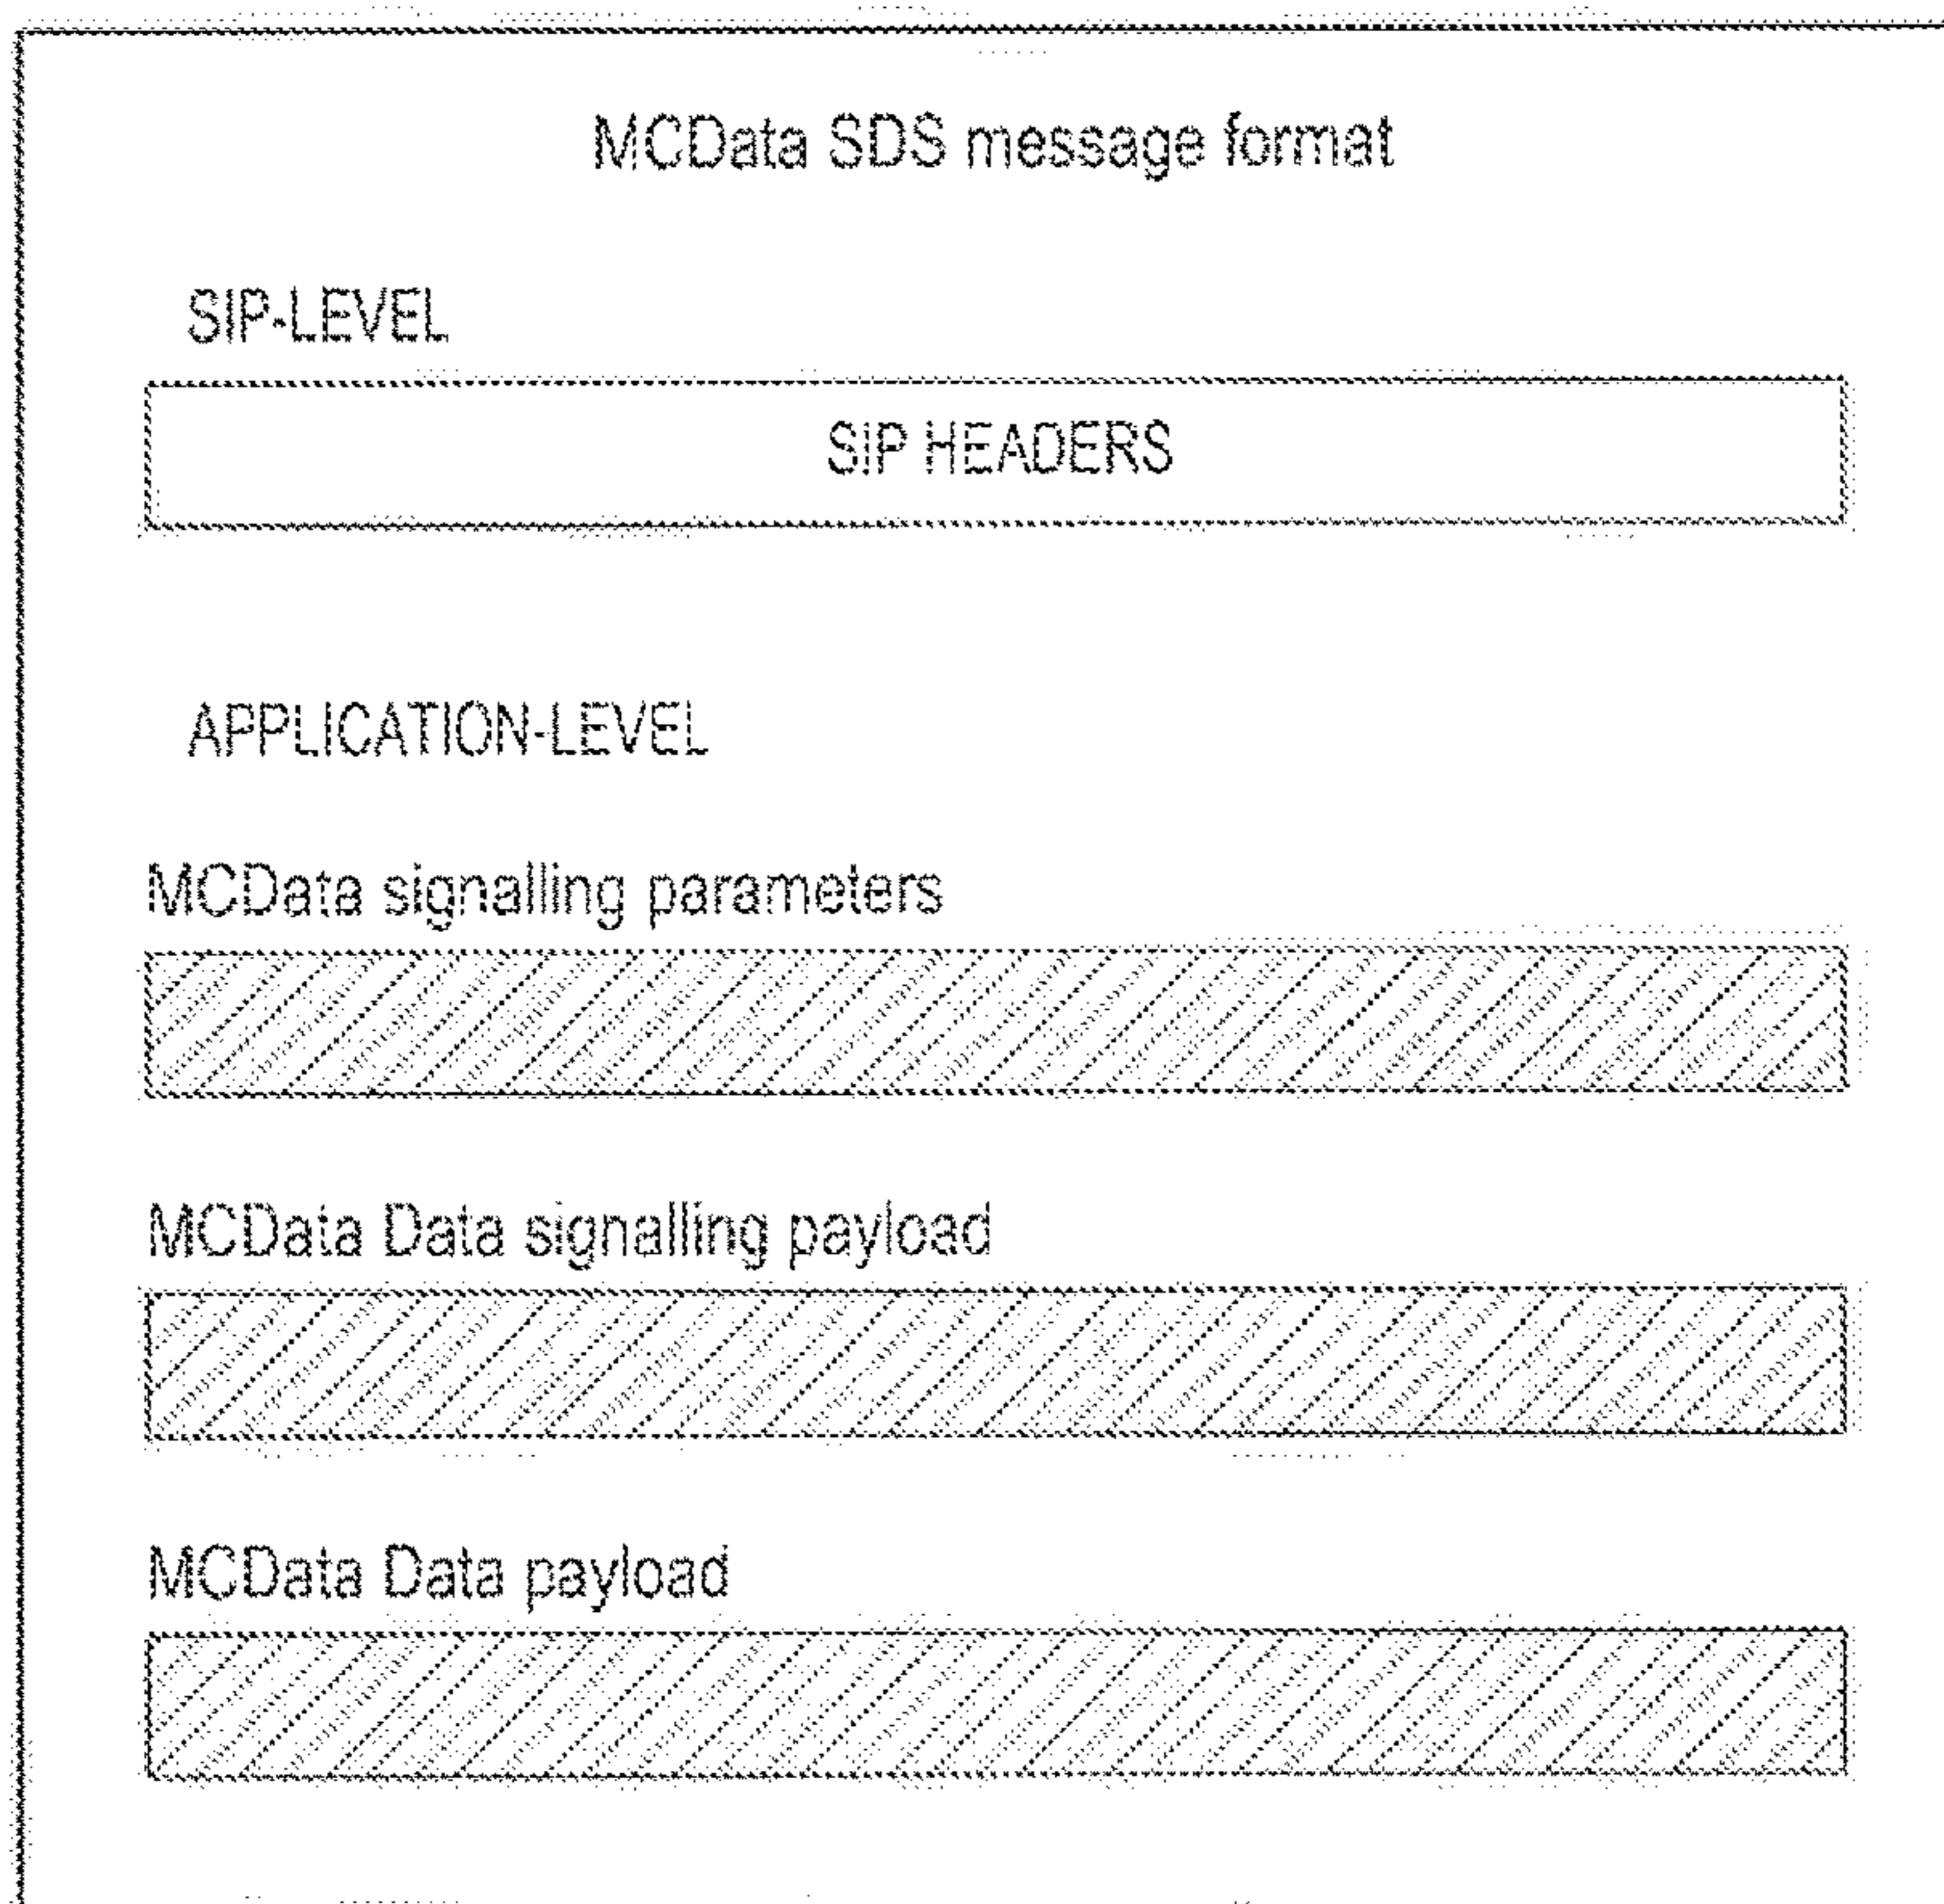 MCData SDS message format
SIP-LEVEL
SIP HEADERS
APPLICATION-LEVEL
MCData signalling parameters
MCData Data signalling payload
MCData Data payload